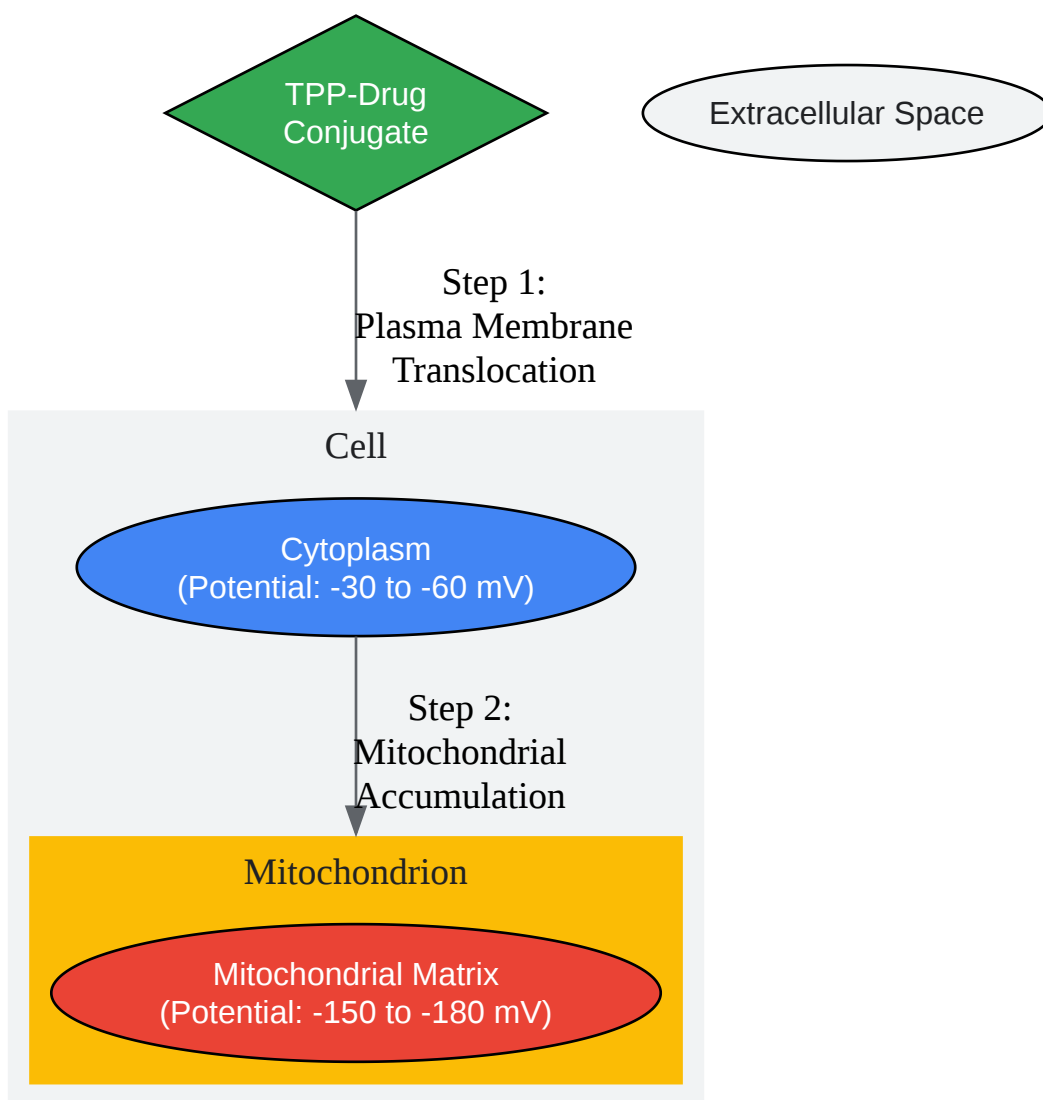 TPP-Drug
Conjugate
Extracellular Space
Step 1:
Plasma Membrane
Translocation
Cell
Cytoplasm
(Potential: -30 to -60 mV)
Step 2:
Mitochondrial
Accumulation
Mitochondrion
Mitochondrial Matrix
(Potential: -150 to -180 mV)